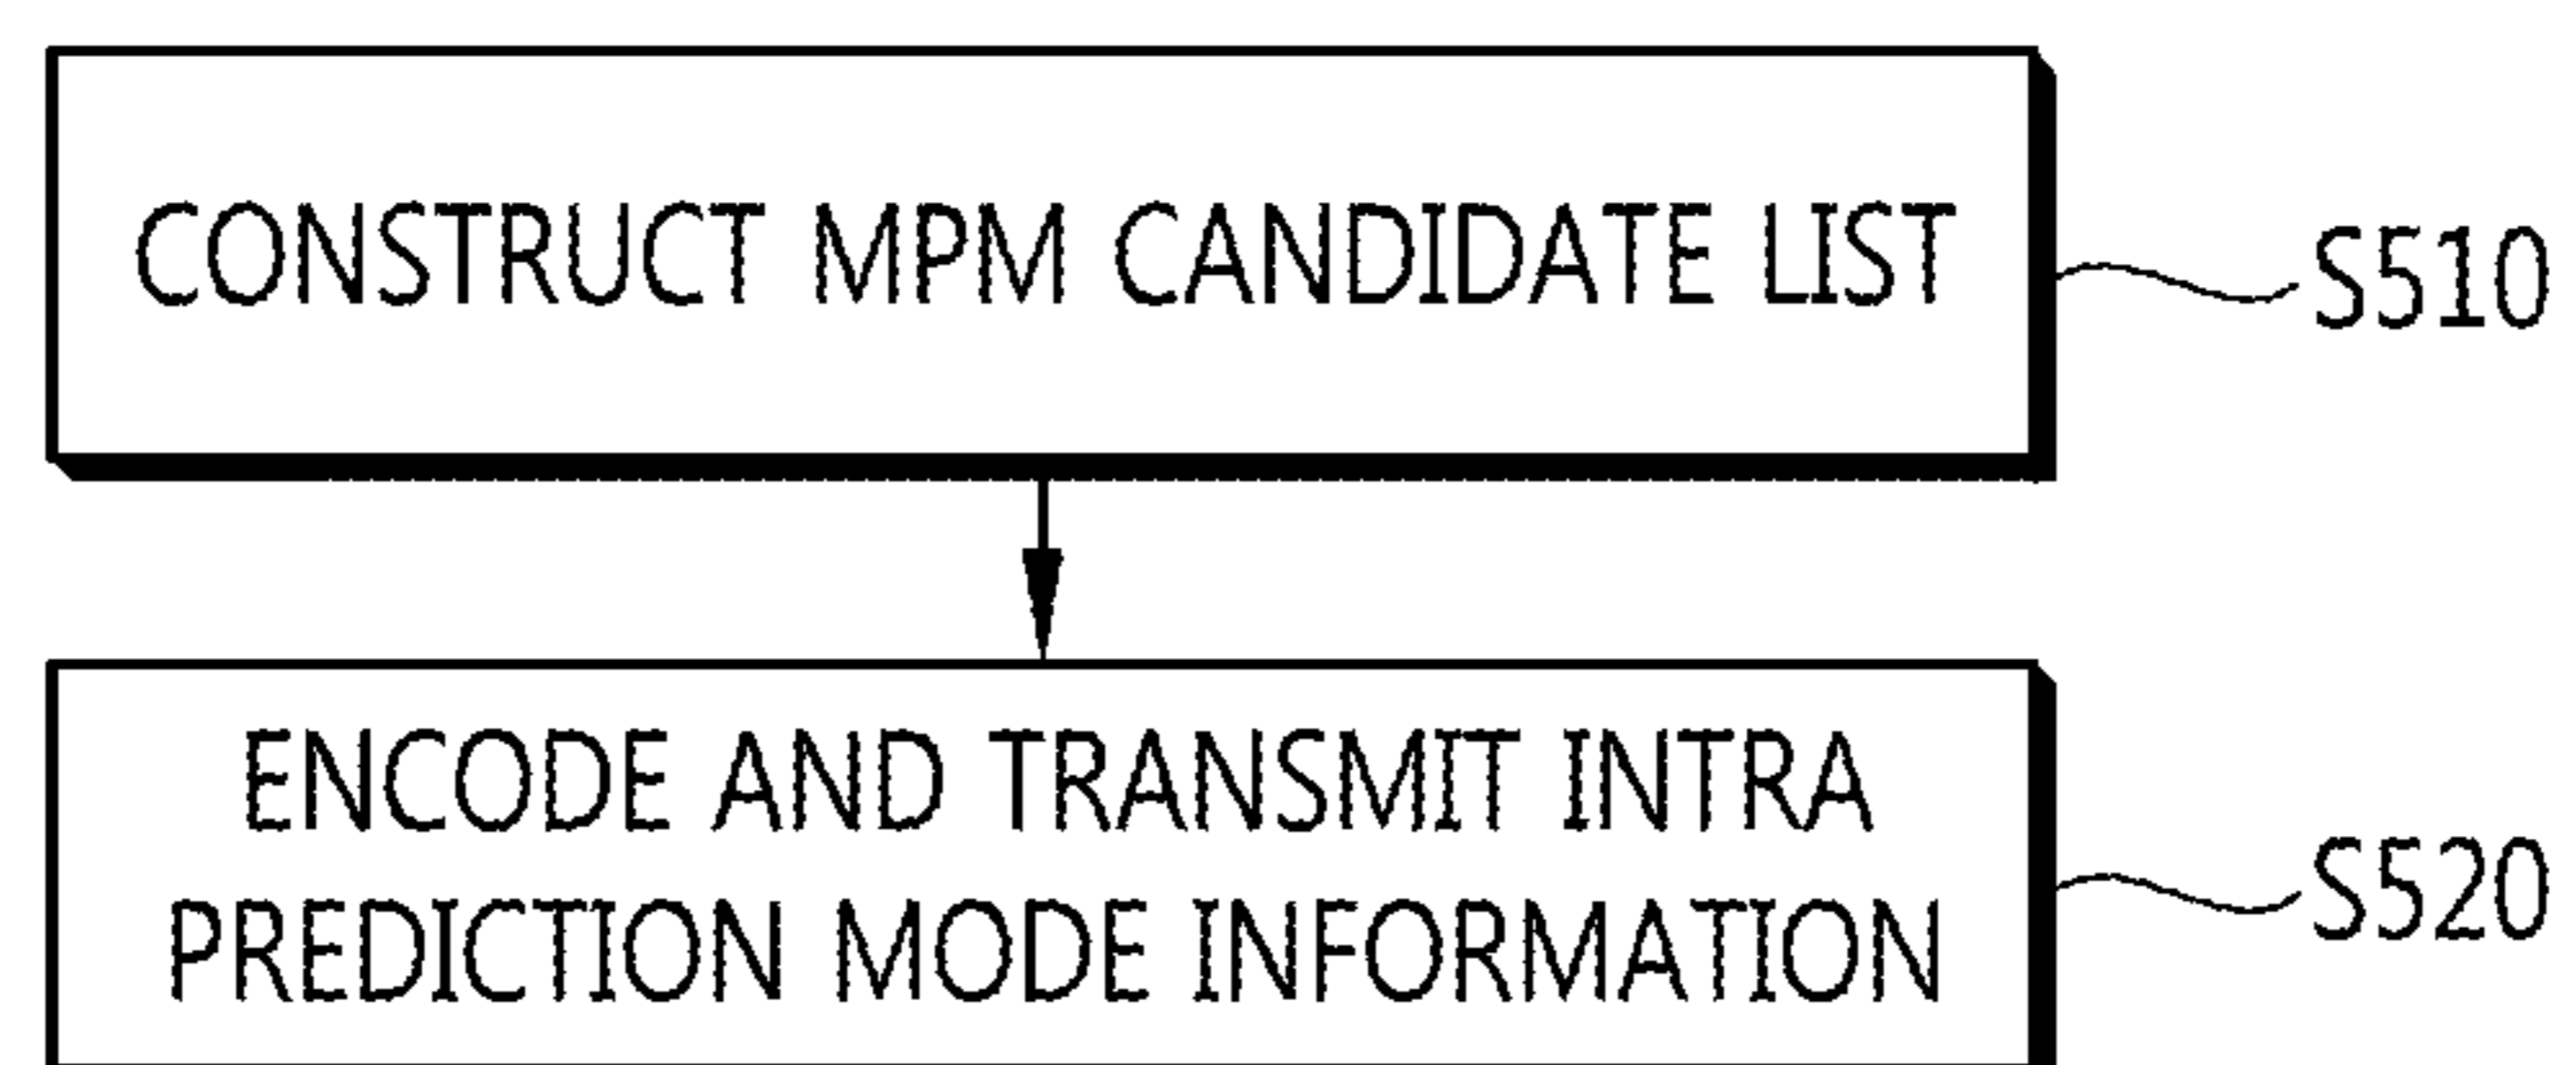 CONSTRUCT MPM CANDIDATE LIST
S510
ENCODE AND TRANSMIT INTRA
PREDICTION MODE INFORMATION
S520